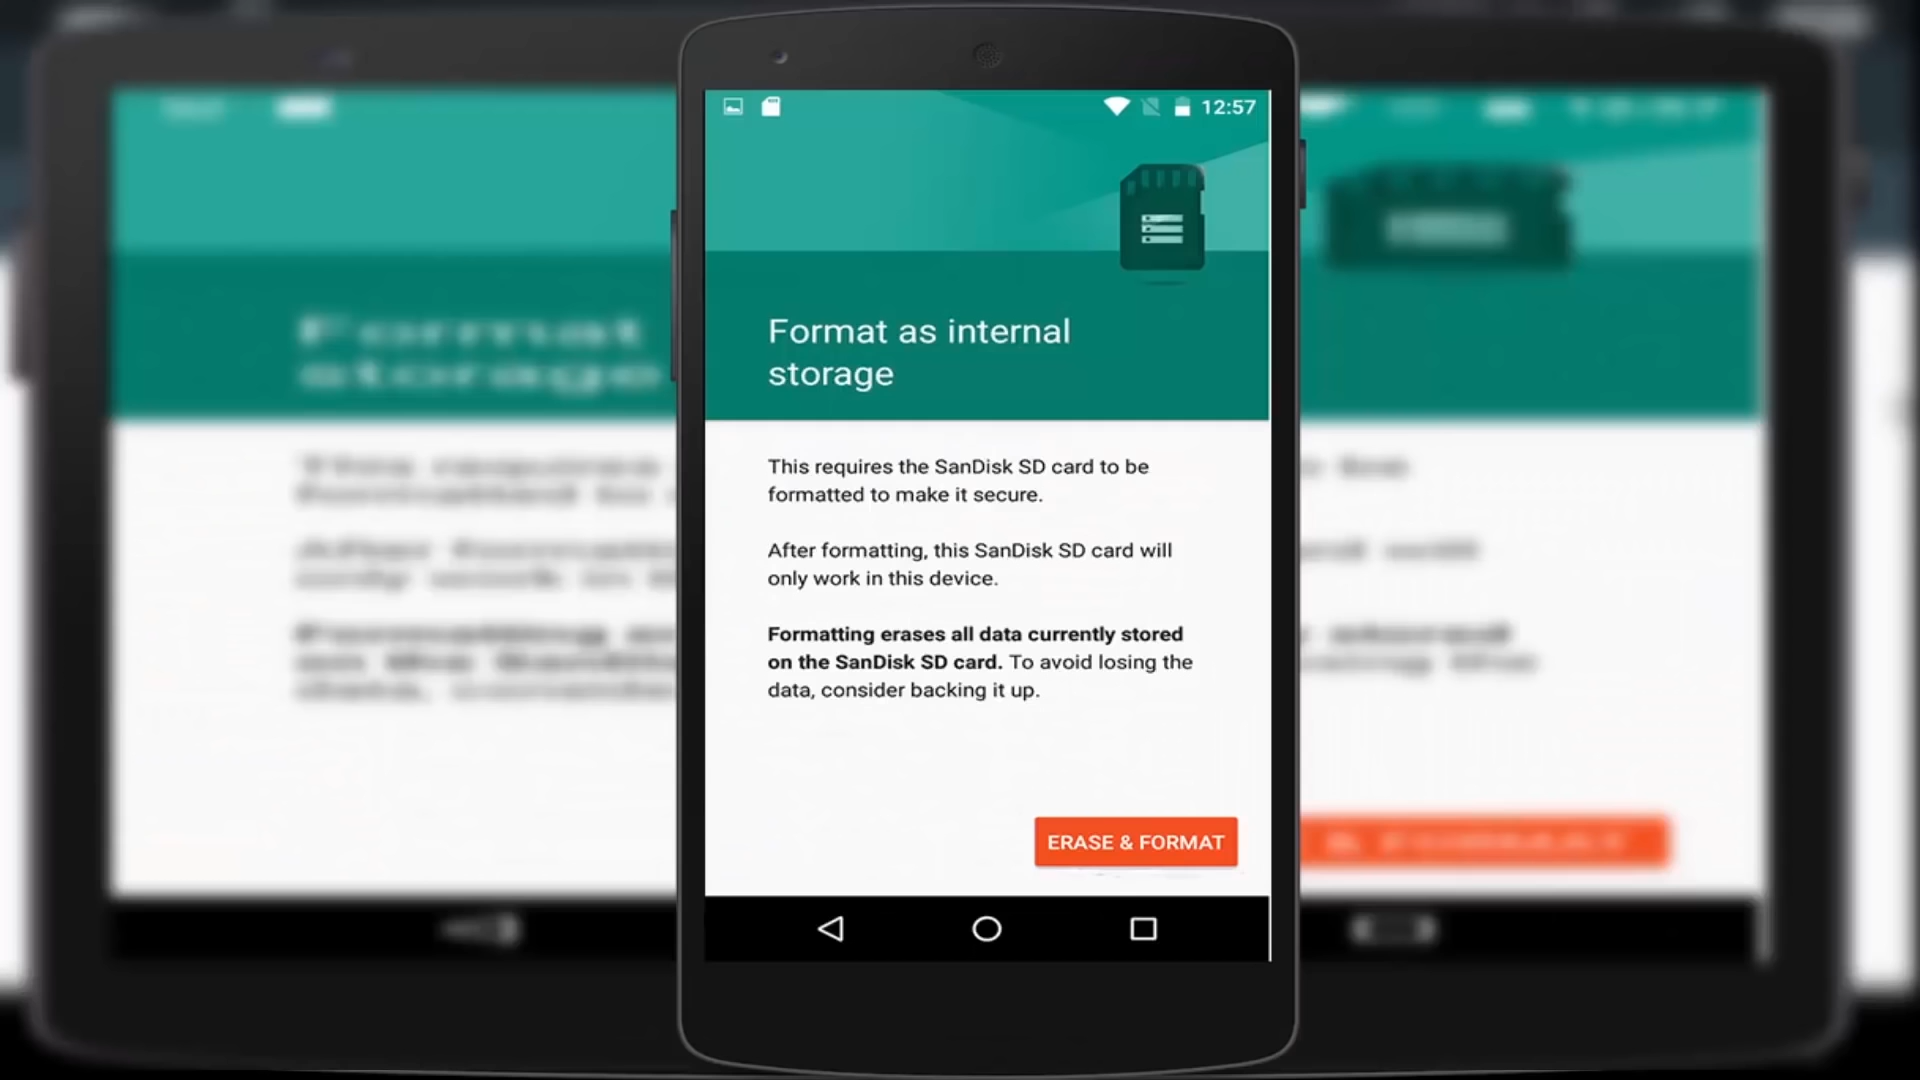 12:57
Format as internal
storage
This requires the SanDisk SD card to be
formatted to make it secure.
After formatting, this SanDisk SD card will
only work in this device.
Formatting erases all data currently stored
on the SanDisk SD card. To avoid losing the
data, consider backing it up.
ERASE & FORMAT